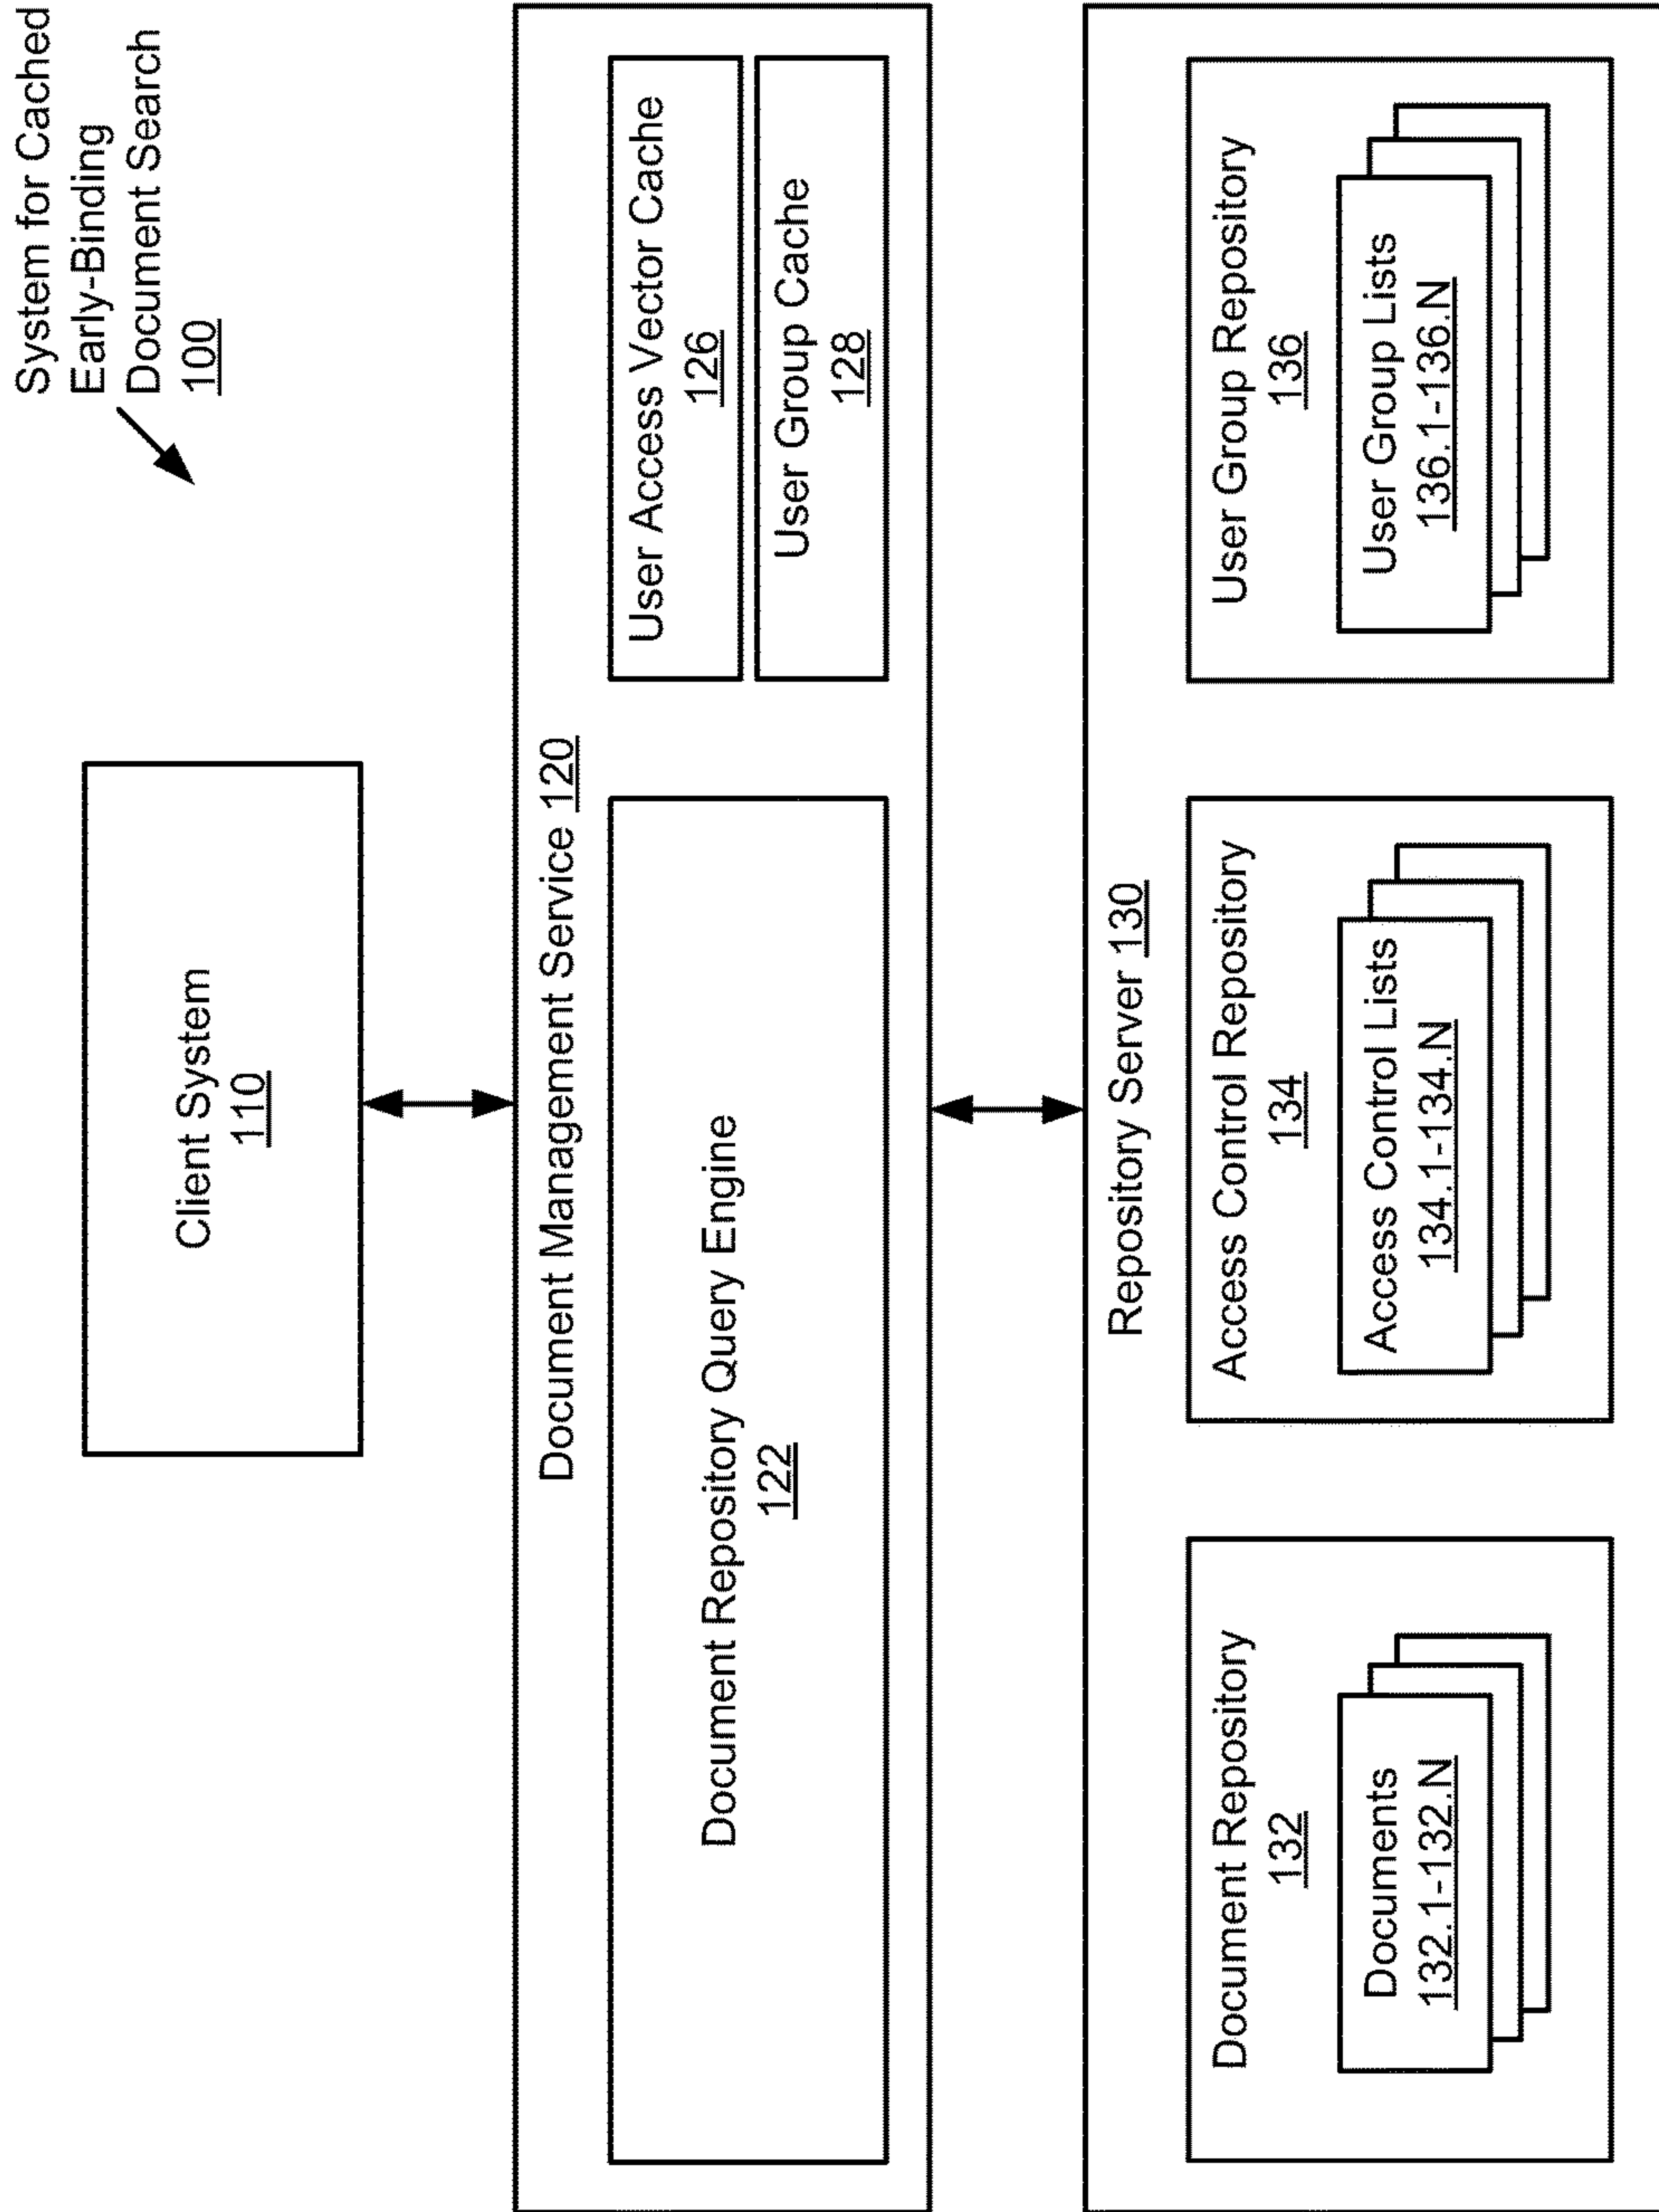 System for Cached
Early-Binding
Document Search
100
Client System
110
Document Management Service 120
Document Repository Query Engine
122
User Access Vector Cache
126
User Group Cache
128
Repository Server 130
Document Repository
132
Documents
132.1-132.N
Access Control Repository
134
Access Control Lists
134.1-134.N
User Group Repository
136
User Group Lists
136.1-136.N